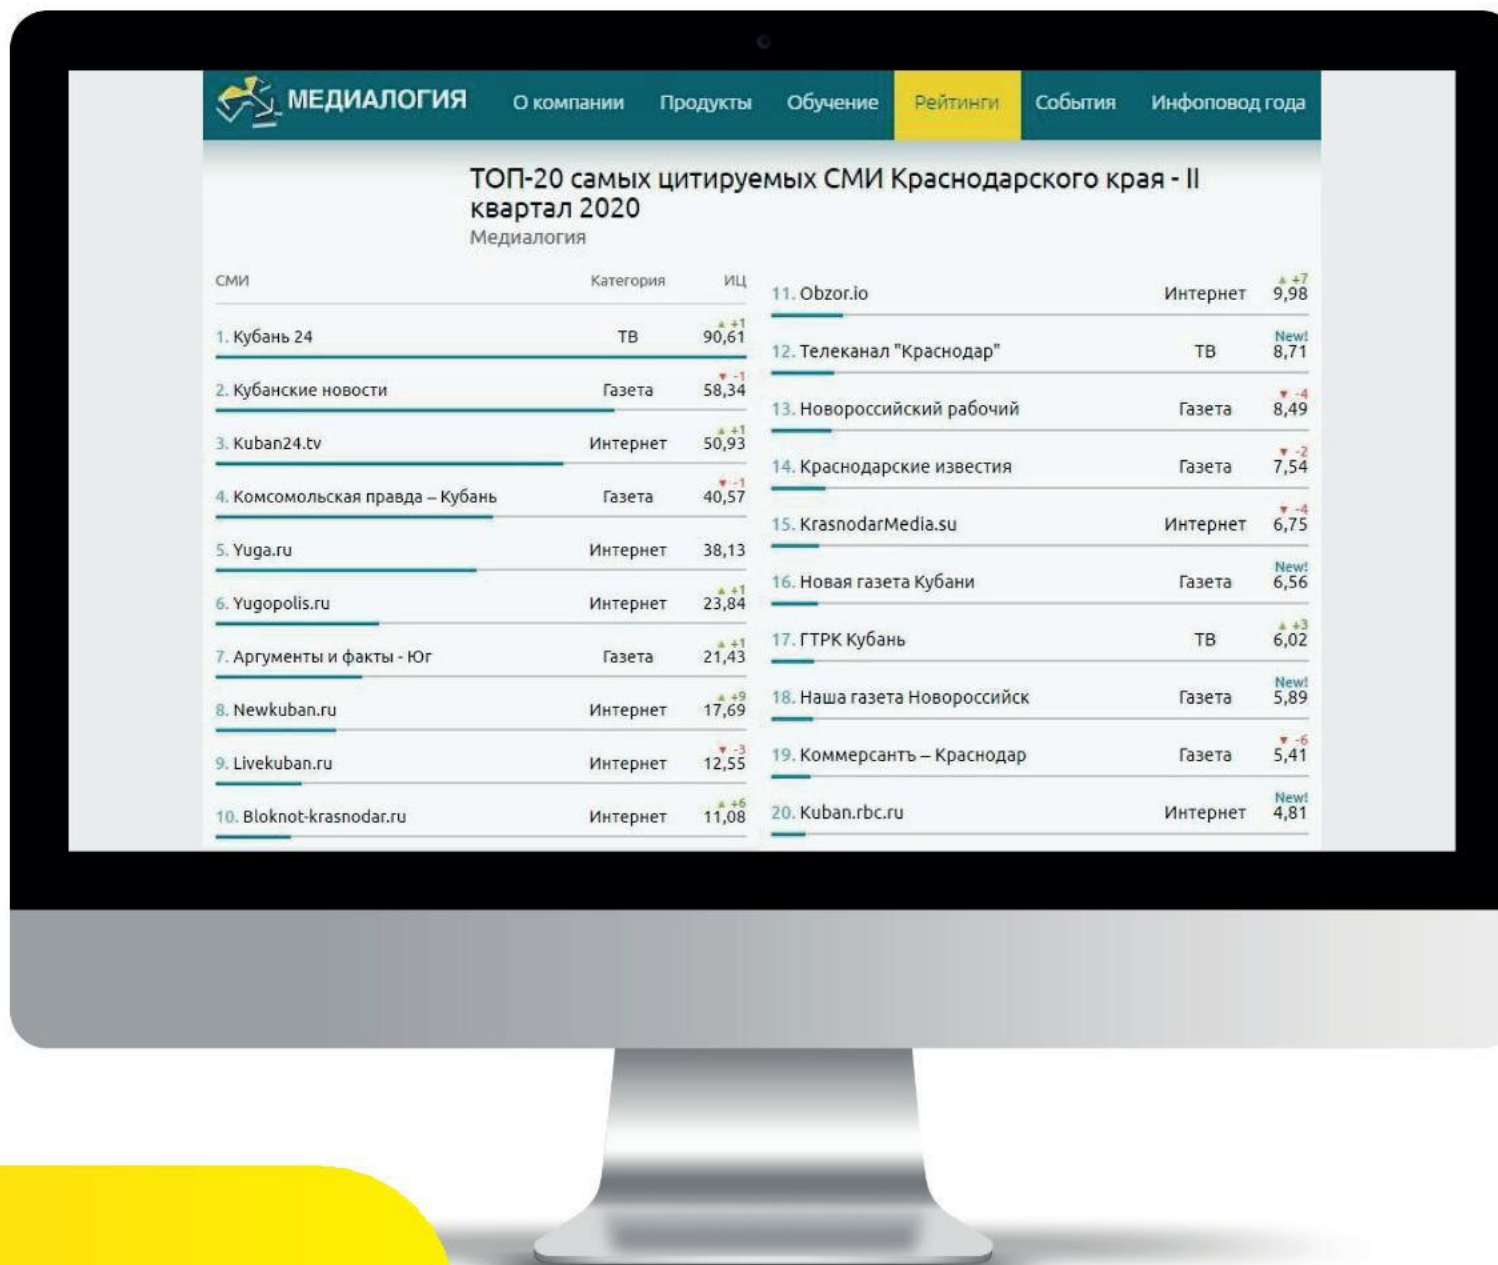 МЕДИАЛОГИЯ О компании Продукты Обучение Рейтинги События Инфоповод года
ТОП-20 самых цитируемых СМИ Краснодарского края - II
квартал 2020
Медиалогия
СМИ Категория ИЦ
1. Кубань 24 ТВ ▲ +1 90,61
2. Кубанские новости Газета ▼ -1 58,34
3. Kuban24.tv Интернет ▲ +1 50,93
4. Комсомольская правда – Кубань Газета ▼ -1 40,57
5. Yuga.ru Интернет 38,13
6. Yugopolis.ru Интернет ▲ +1 23,84
7. Аргументы и факты - Юг Газета ▲ +1 21,43
8. Newkuban.ru Интернет ▲ +9 17,69
9. Livekuban.ru Интернет ▼ -3 12,55
10. Bloknot-krasnodar.ru Интернет ▲ +6 11,08
11. Obzor.io Интернет ▲ +7 9,98
12. Телеканал "Краснодар" ТВ New! 8,71
13. Новороссийский рабочий Газета ▼ -4 8,49
14. Краснодарские известия Газета ▼ -2 7,54
15. KrasnodarMedia.su Интернет ▼ -4 6,75
16. Новая газета Кубани Газета New! 6,56
17. ГТРК Кубань ТВ ▲ +3 6,02
18. Наша газета Новороссийск Газета New! 5,89
19. Коммерсантъ – Краснодар Газета ▼ -6 5,41
20. Kuban.rbc.ru Интернет New! 4,81